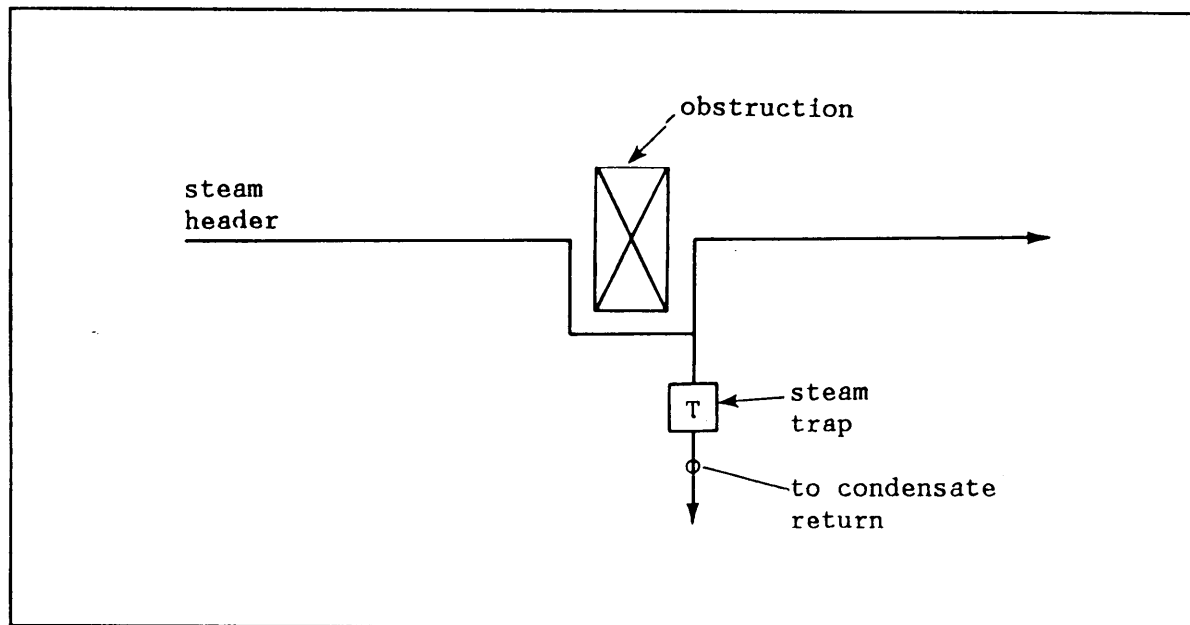 obstruction
steam
header
steam
T
trap
to condensate
return